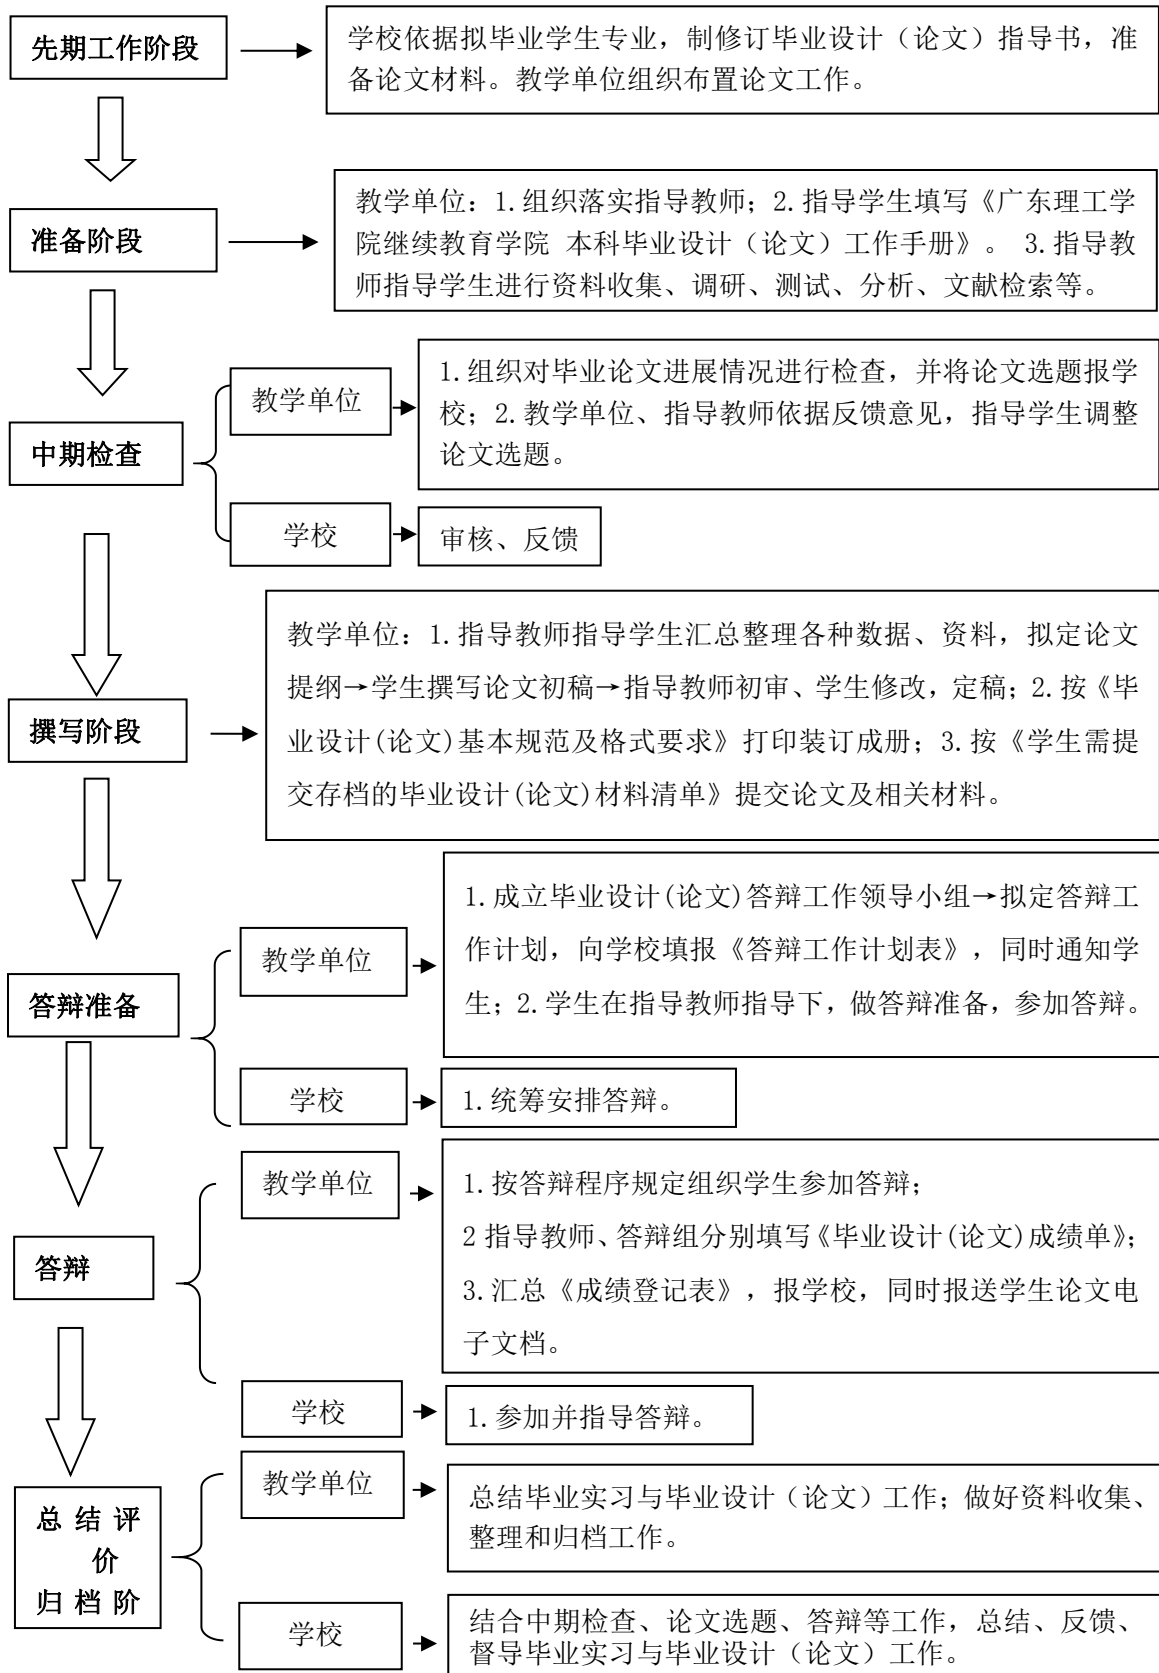 先期工作阶段
学校依据拟毕业学生专业，制修订毕业设计（论文）指导书，准
备论文材料。教学单位组织布置论文工作。
准备阶段
教学单位：1.组织落实指导教师；2.指导学生填写《广东理工学
院继续教育学院 本科毕业设计（论文）工作手册》。 3.指导教
师指导学生进行资料收集、调研、测试、分析、文献检索等。
中期检查
教学单位
1.组织对毕业论文进展情况进行检查，并将论文选题报学
校；2.教学单位、指导教师依据反馈意见，指导学生调整
论文选题。
学校
审核、反馈
撰写阶段
教学单位：1.指导教师指导学生汇总整理各种数据、资料，拟定论文
提纲→学生撰写论文初稿→指导教师初审、学生修改，定稿；2.按《毕
业设计(论文)基本规范及格式要求》打印装订成册；3.按《学生需提
交存档的毕业设计(论文)材料清单》提交论文及相关材料。
答辩准备
教学单位
1.成立毕业设计(论文)答辩工作领导小组→拟定答辩工
作计划，向学校填报《答辩工作计划表》，同时通知学
生；2.学生在指导教师指导下，做答辩准备，参加答辩。
学校
1.统筹安排答辩。
答辩
教学单位
1.按答辩程序规定组织学生参加答辩；
2指导教师、答辩组分别填写《毕业设计(论文)成绩单》；
3.汇总《成绩登记表》，报学校，同时报送学生论文电
子文档。
学校
1.参加并指导答辩。
总 结 评
价
归 档 阶
教学单位
总结毕业实习与毕业设计（论文）工作；做好资料收集、
整理和归档工作。
学校
结合中期检查、论文选题、答辩等工作，总结、反馈、
督导毕业实习与毕业设计（论文）工作。